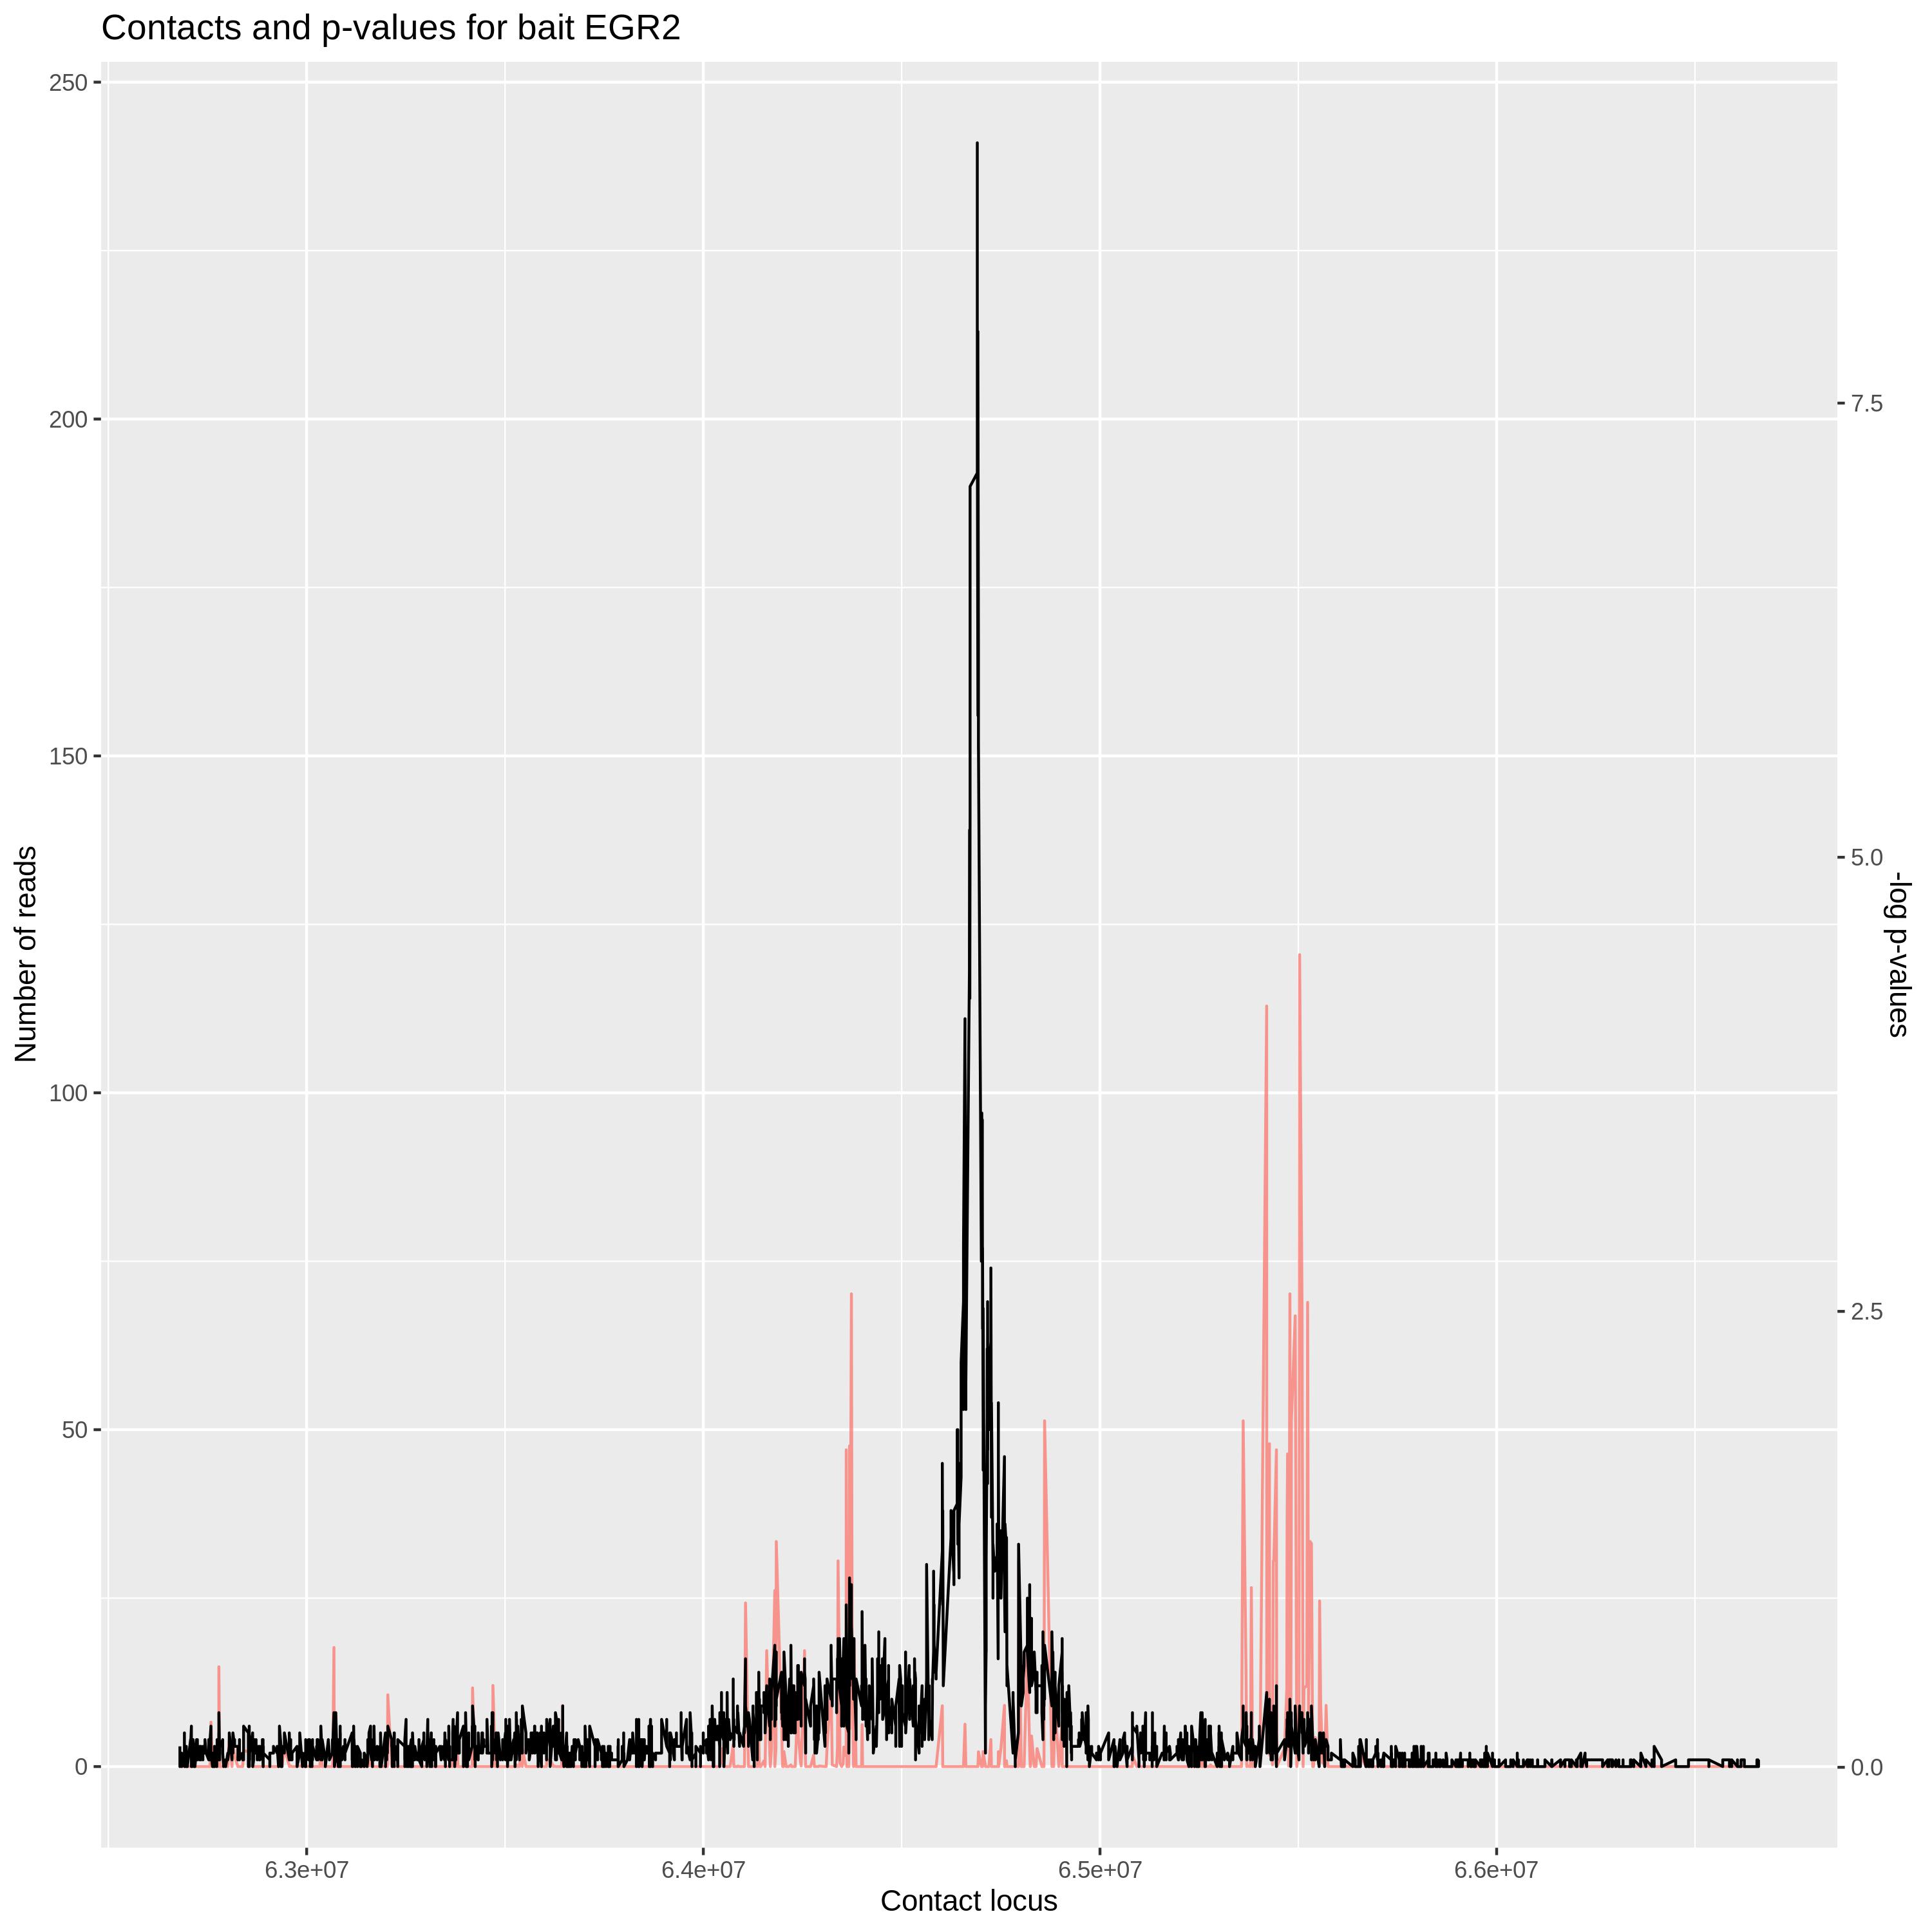 Contacts and p-values for bait EGR2
250
200
150
100
50
0
Number of reads
7.5
5.0
2.5
0.0
-log p-values
6.3e+07 6.4e+07 6.5e+07 6.6e+07
Contact locus